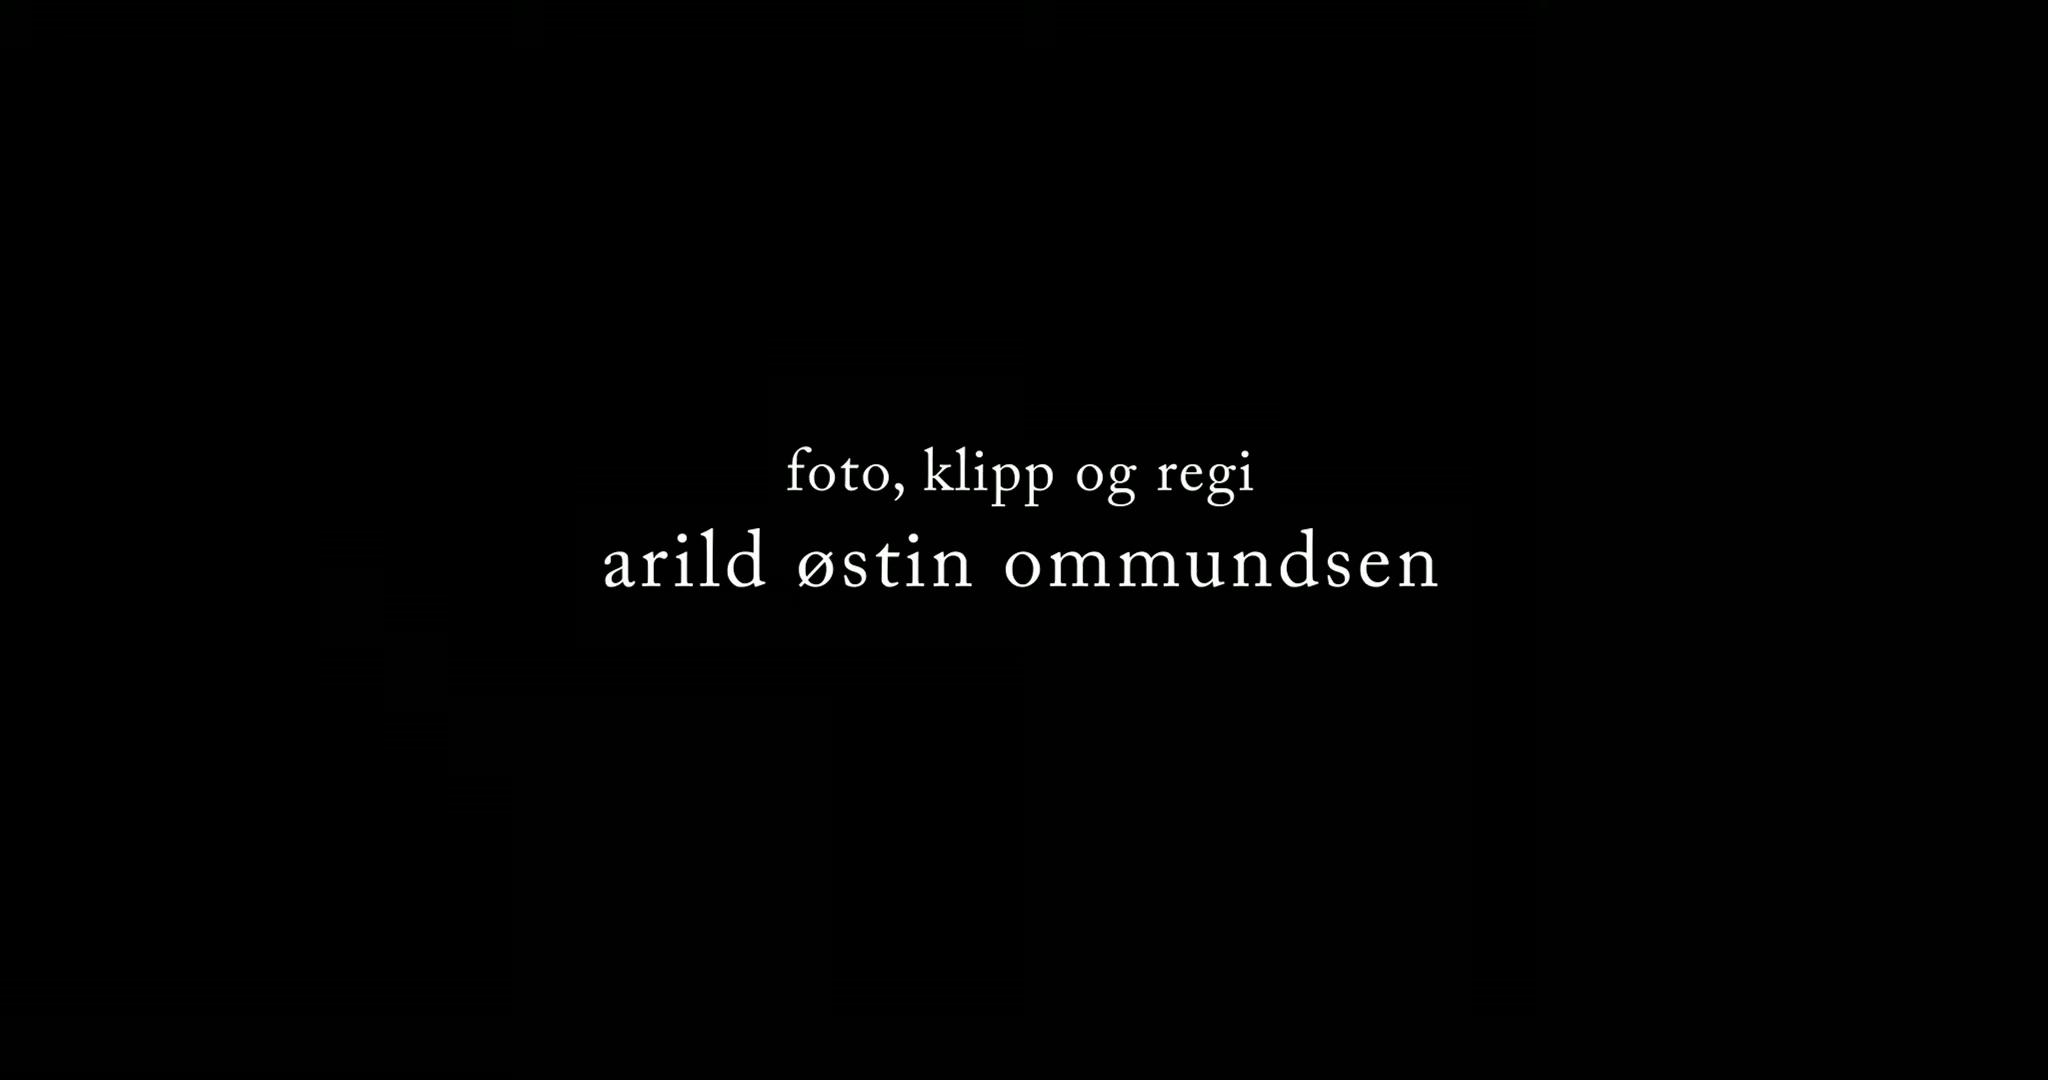 foto, klipp og regi
arild østin ommundsen